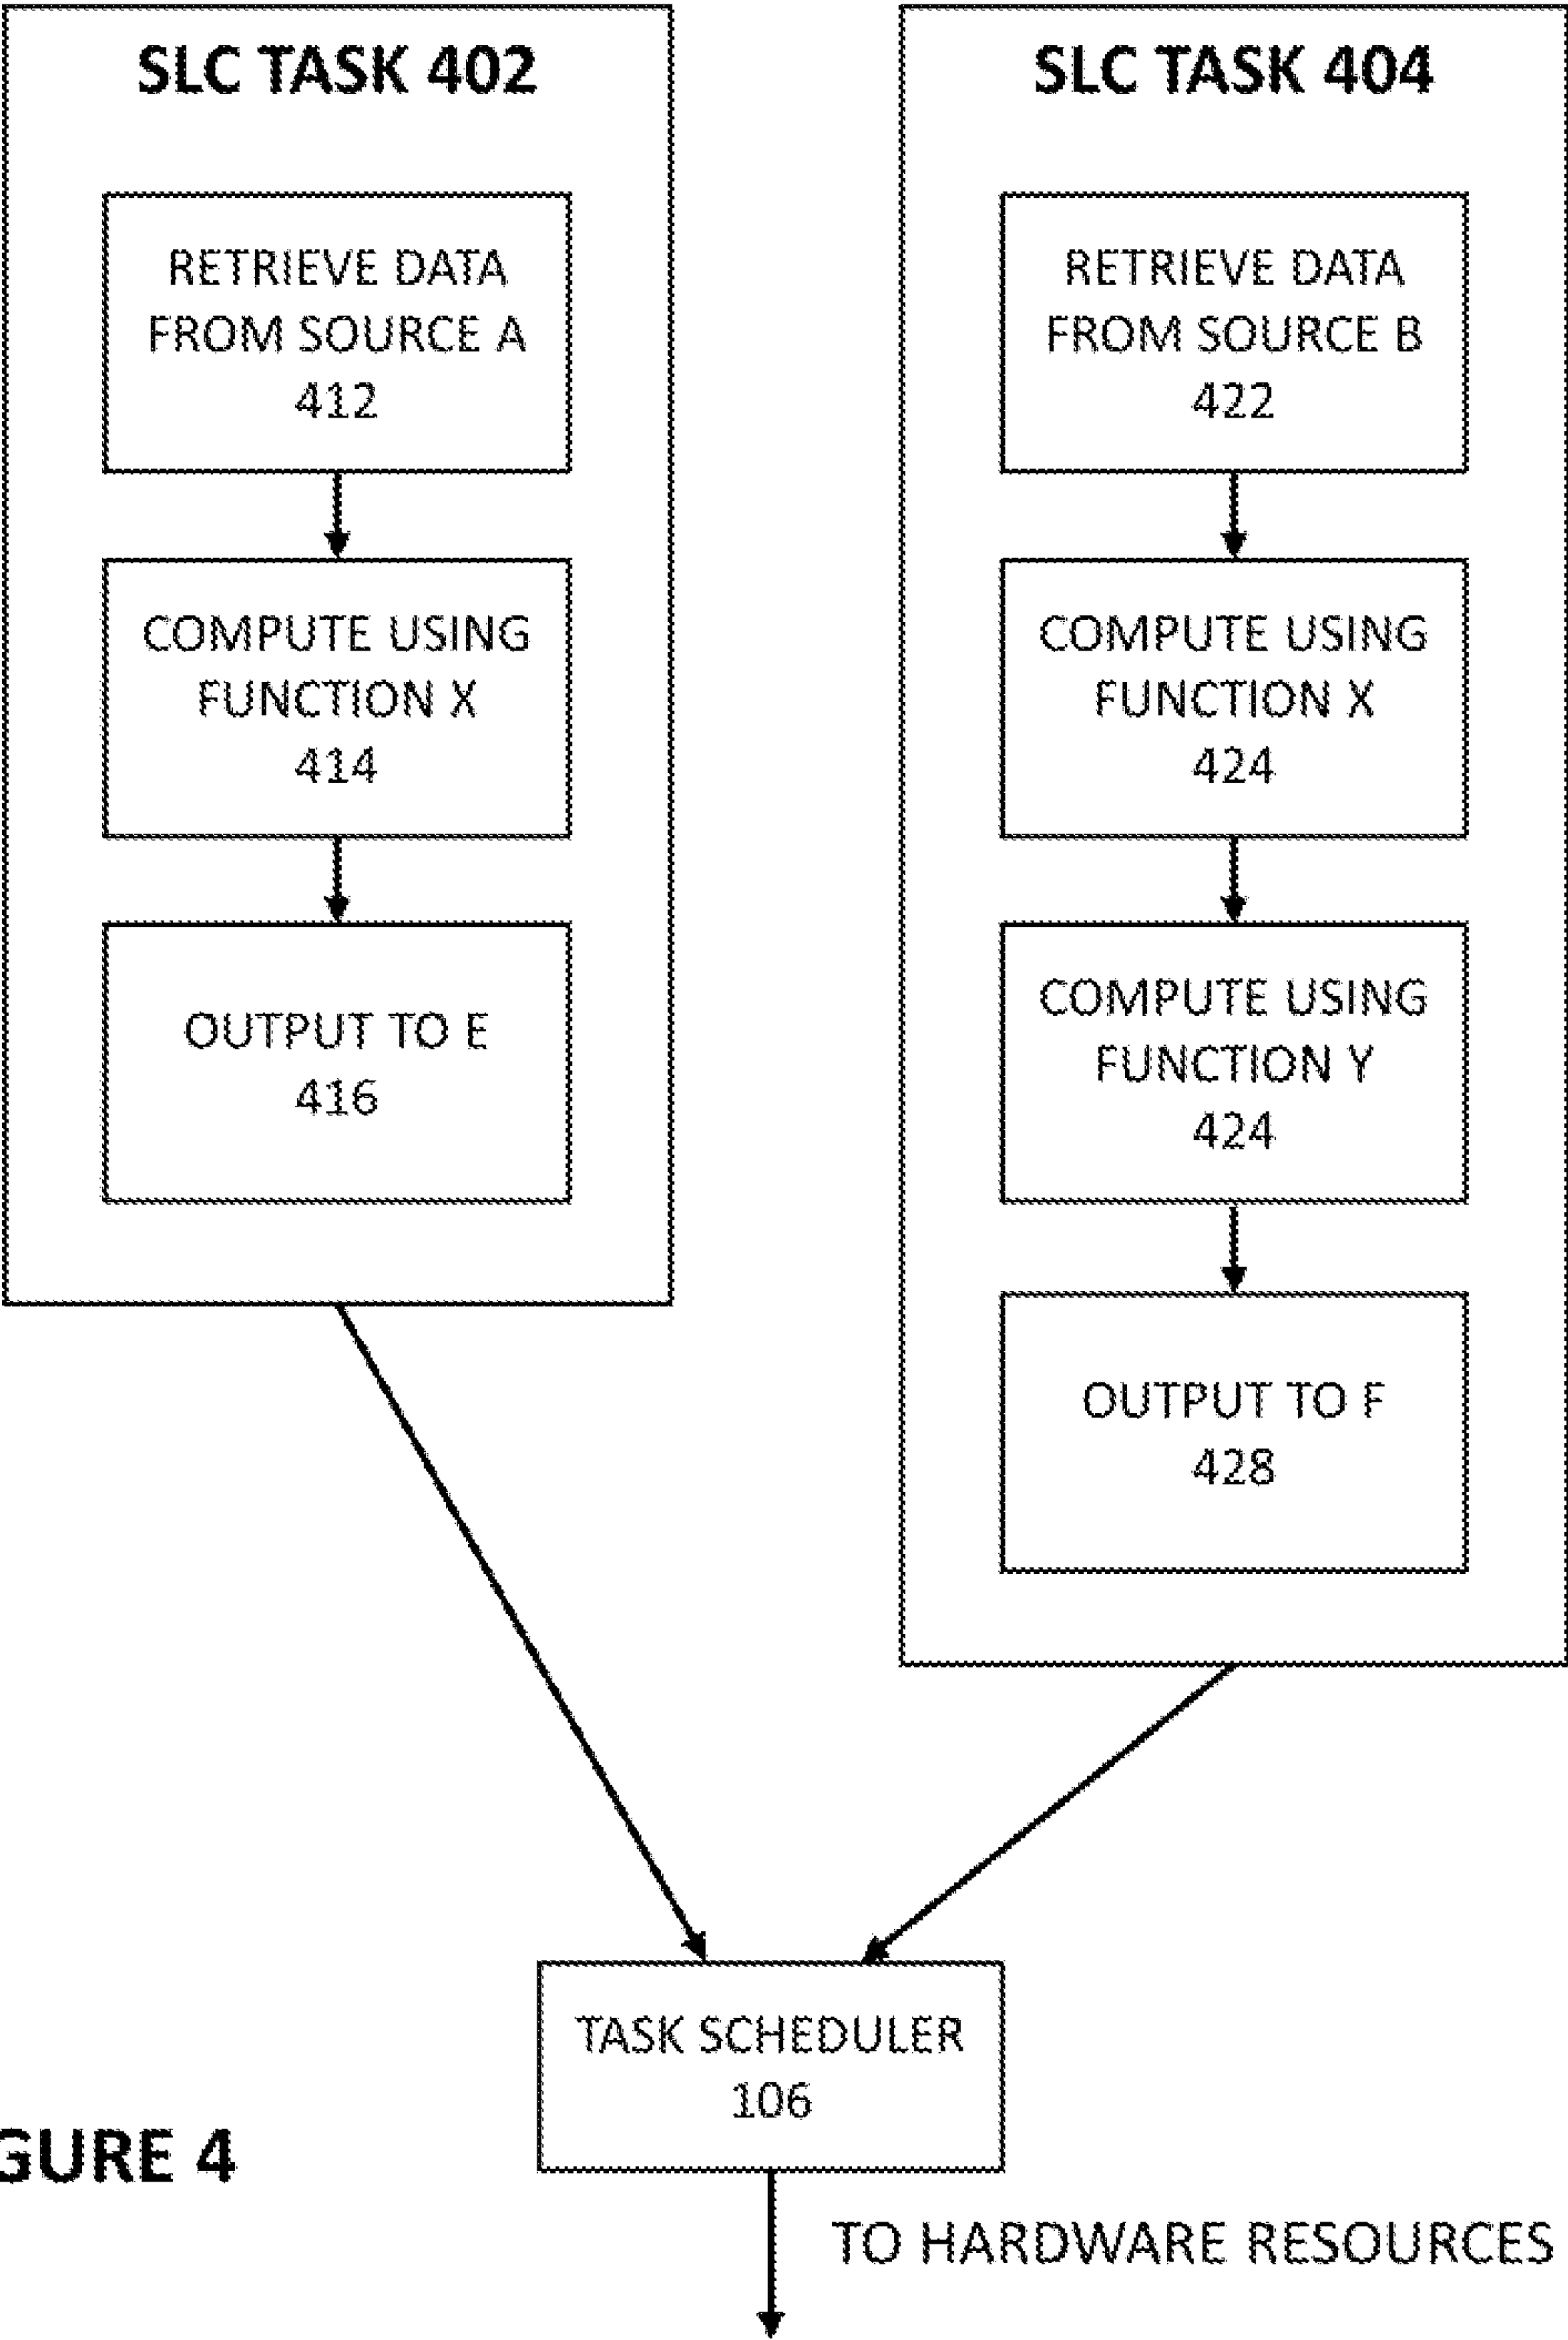 SLC TASK 402
RETRIEVE DATA
FROM SOURCE A
412
COMPUTE USING
FUNCTION X
414
OUTPUT TO E
416
SLC TASK 404
RETRIEVE DATA
FROM SOURCE B
422
COMPUTE USING
FUNCTION X
424
COMPUTE USING
FUNCTION Y
424
OUTPUT TO F
428
TASK SCHEDULER
106
GURE 4
TO HARDWARE RESOURCES